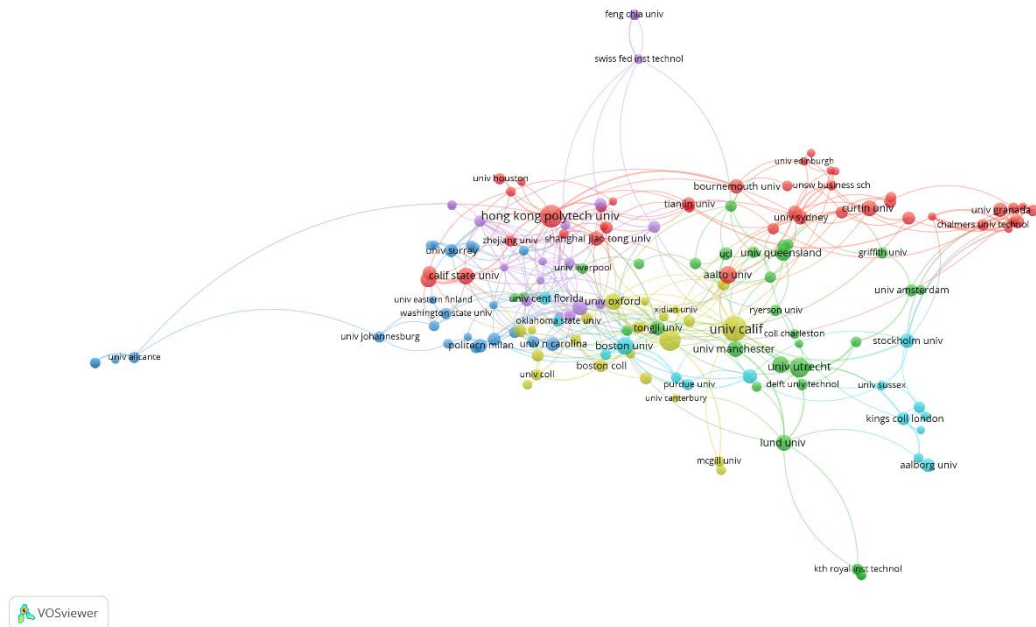 feng chia univ
swiss fed inst technol
univ edinburgh
univ houston
bournemouth univ
unsw business sch
hong kong polytech univ
tianjin univ
univ sydney
curtin univ
univ granada
chalmers univ technol
zhejiang univ
shanghai jiao tong univ
univ surrey
ucl
univ queensland
griffith univ
calif state univ
univ liverpool
aalto univ
univ amsterdam
univ eastern finland
univ cent florida
univ oxford
washington state univ
oklahoma state univ
xidian univ
ryerson univ
tongji univ
univ calif
coll charleston
univ johannesburg
politecn milan
univ n carolina
boston univ
univ manchester
stockholm univ
univ alicante
univ coll
boston coll
univ utrecht
purdue univ
delft univ technol
univ sussex
univ canterbury
kings coll london
lund univ
mcgill univ
aalborg univ
kth royal inst technol
VOSviewer